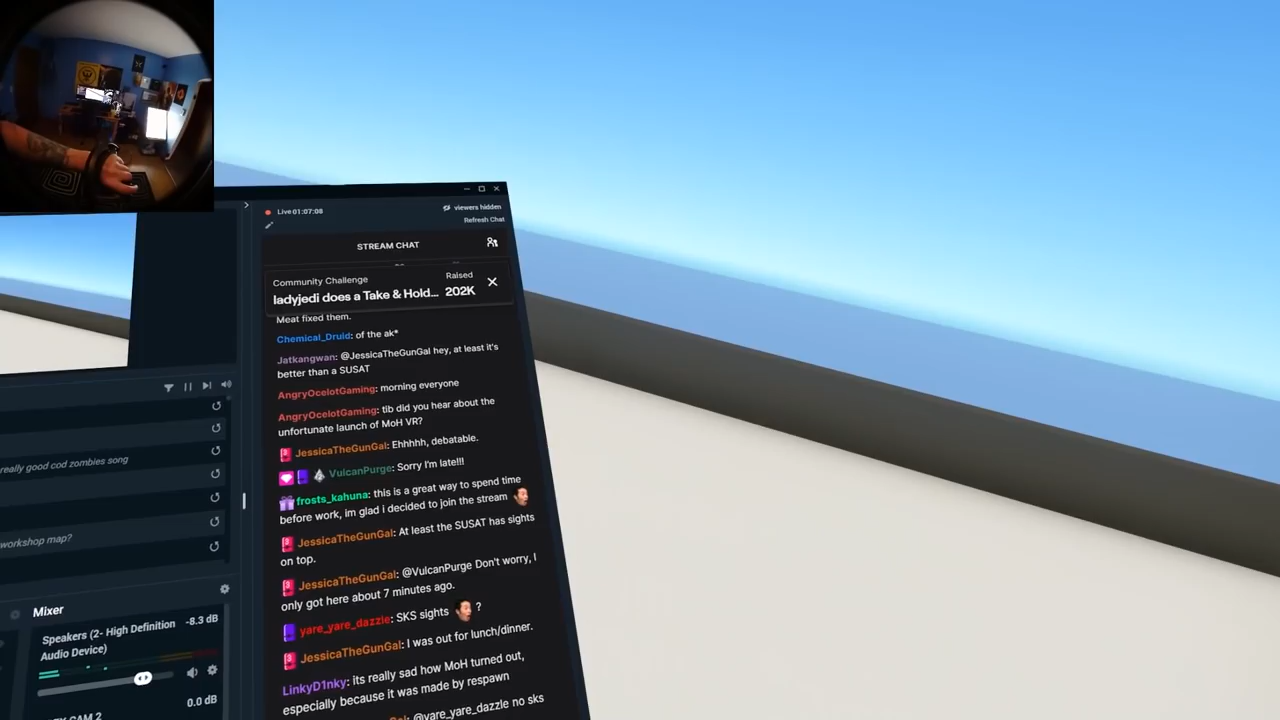 Live 01:07:08
viewers hidden
Refresh Chat
STREAM CHAT
Community Challenge
Raised
ladyjedi does a Take & Hold... 202K
Meat fixed them.
Chemical_Druid: of the ak*
Jatkangwan: @JessicaTheGunGal hey, at least it's
better than a SUSAT
AngryOcelotGaming: morning everyone
AngryOcelotGaming: tib did you hear about the
unfortunate launch of MoH VR?
JessicaTheGunGal: Ehhhhh, debatable.
VulcanPurge: Sorry I'm late!!!
frosts_kahuna: this is a great way to spend time
before work, im glad i decided to join the stream
JessicaTheGunGal: At least the SUSAT has sights
on top.
JessicaTheGunGal: @VulcanPurge Don't worry, I
only got here about 7 minutes ago.
yare_yare_dazzle: SKS sights ?
JessicaTheGunGal: I was out for lunch/dinner.
LinkyD1nky: its really sad how MoH turned out,
especially because it was made by respawn
@yare_yare_dazzle no sks
really good cod zombies song
workshop map?
Mixer
Speakers (2- High Definition
Audio Device)
-8.3 dB
0.0 dB
CAM 2